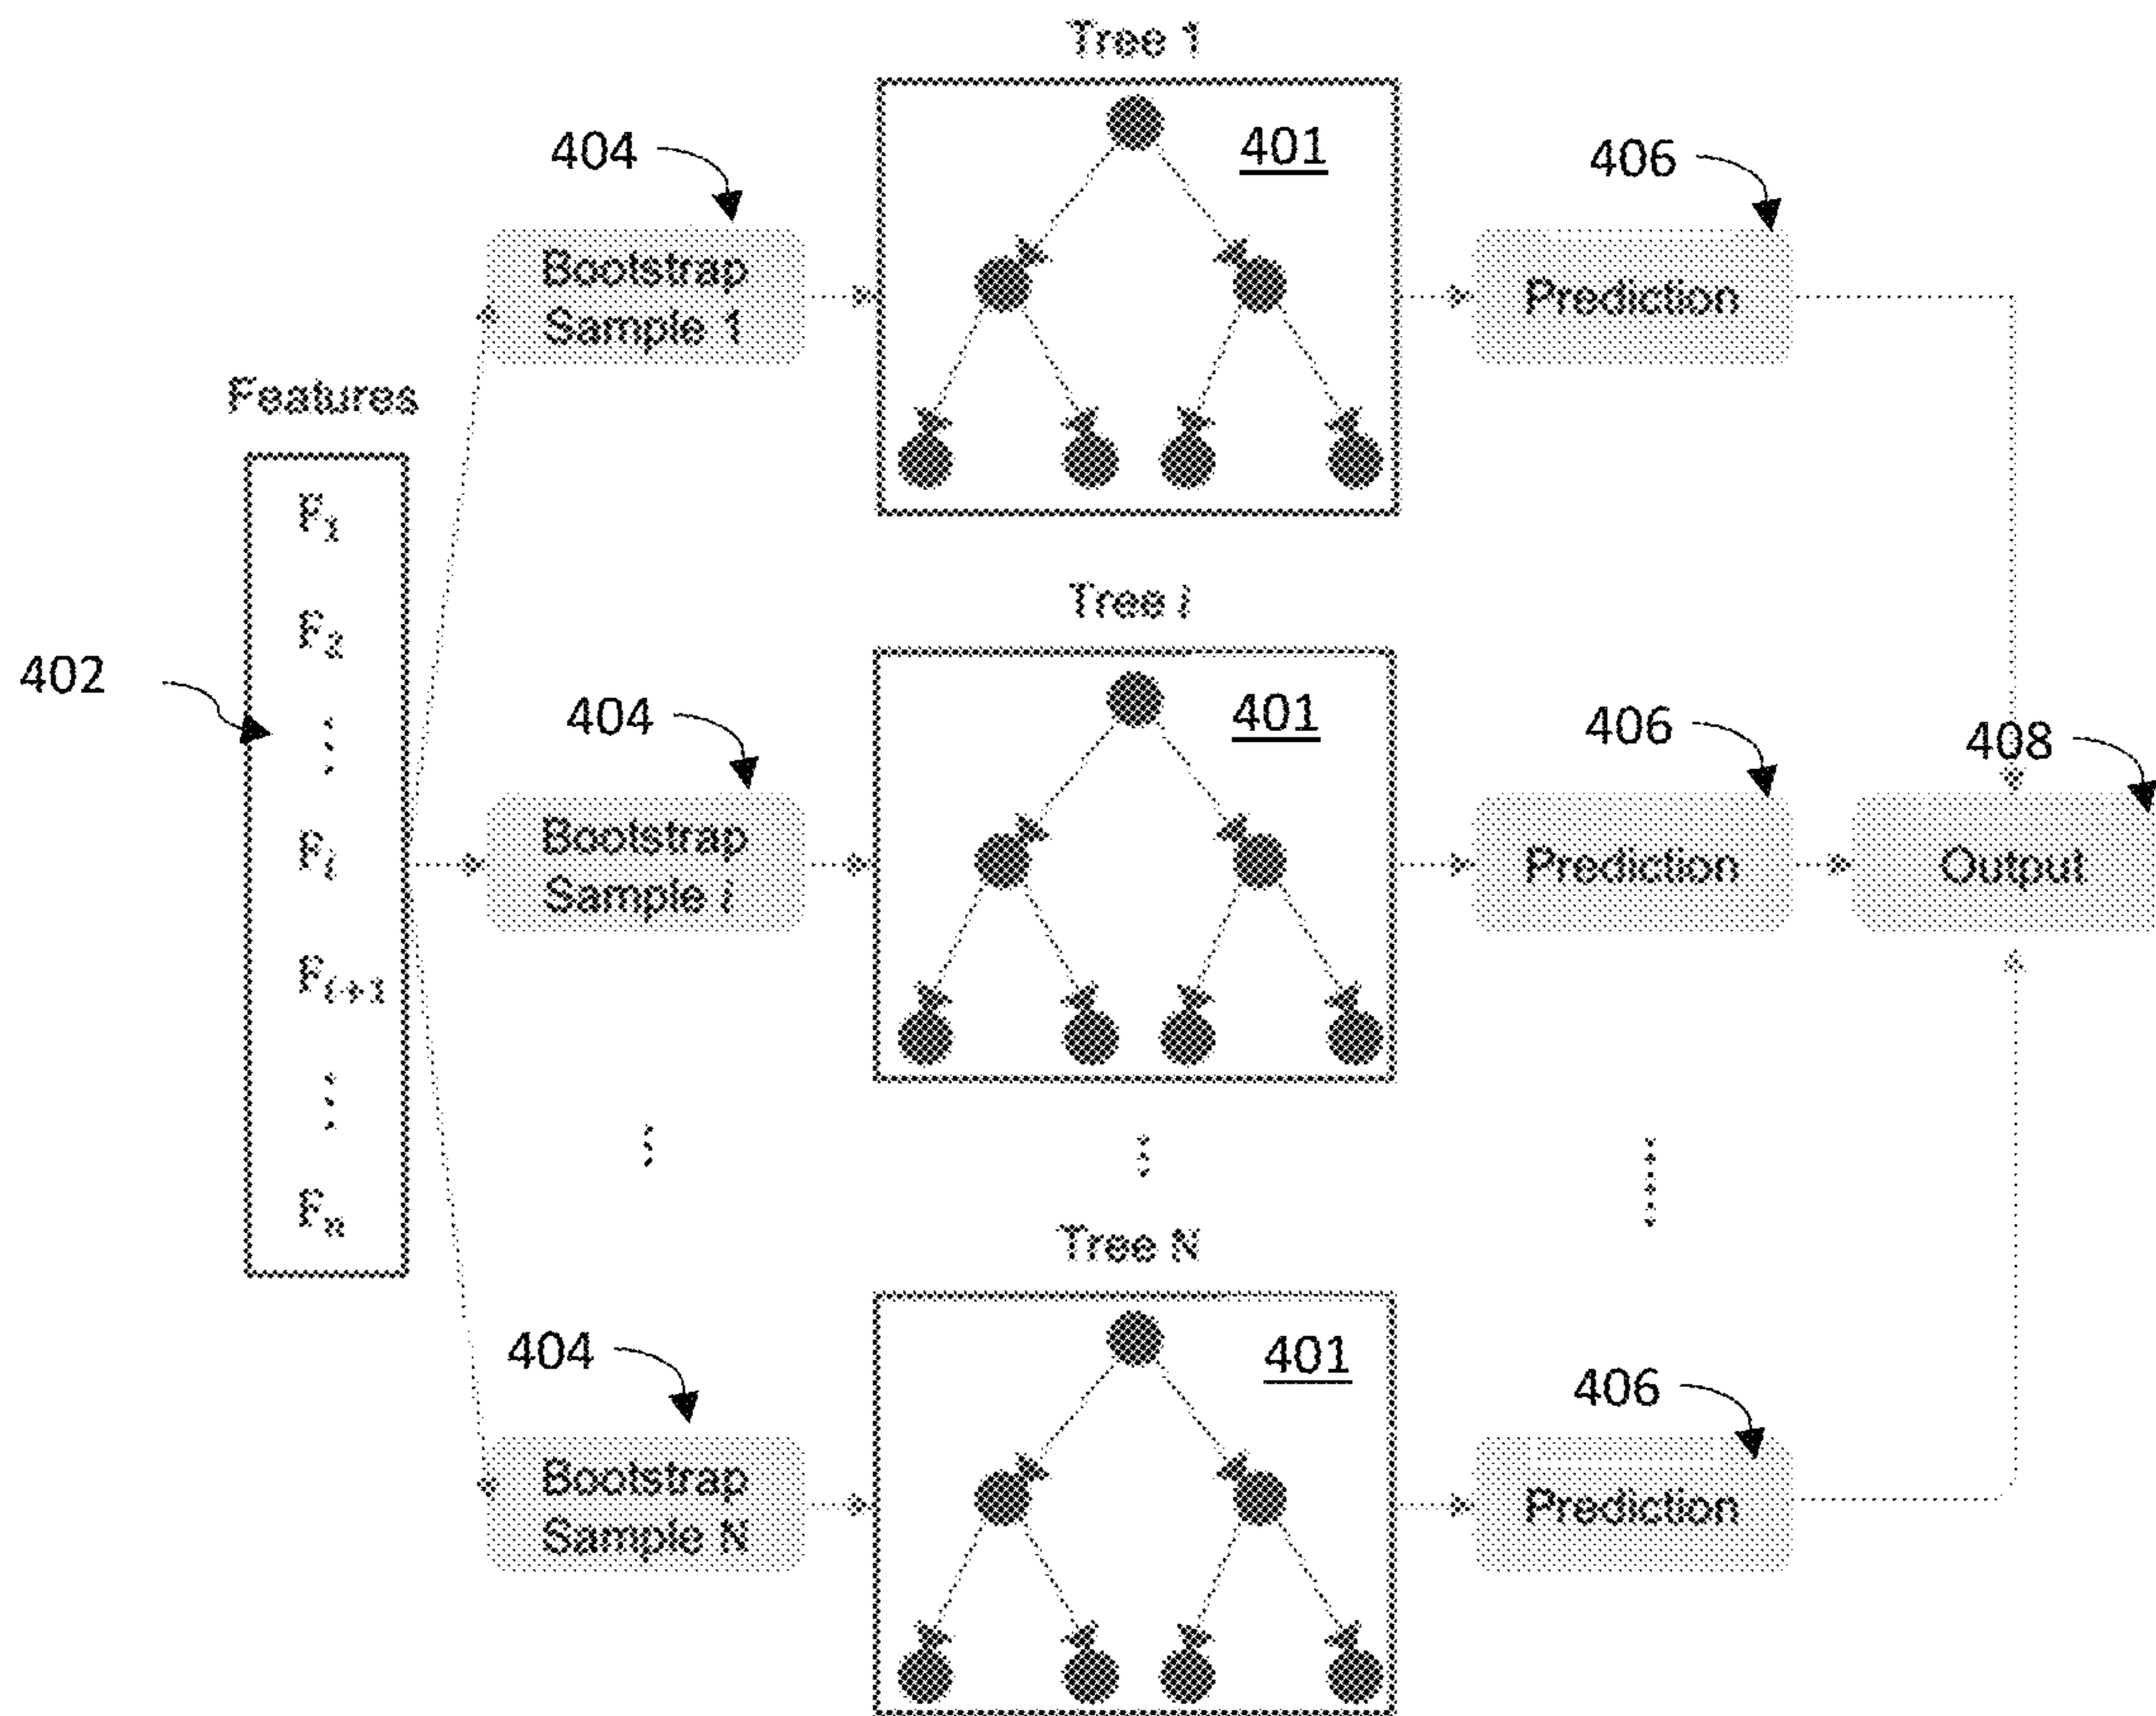 Tree 1
404
401
406
Bootstrap
Sample 1
Prediction
Features
F₁
F₂
⋮
Fᵢ
Fᵢ₊₁
⋮
Fₙ
402
Tree i
404
401
406
408
Bootstrap
Sample i
Prediction
Output
⋮
⋮
Tree N
404
401
406
Bootstrap
Sample N
Prediction